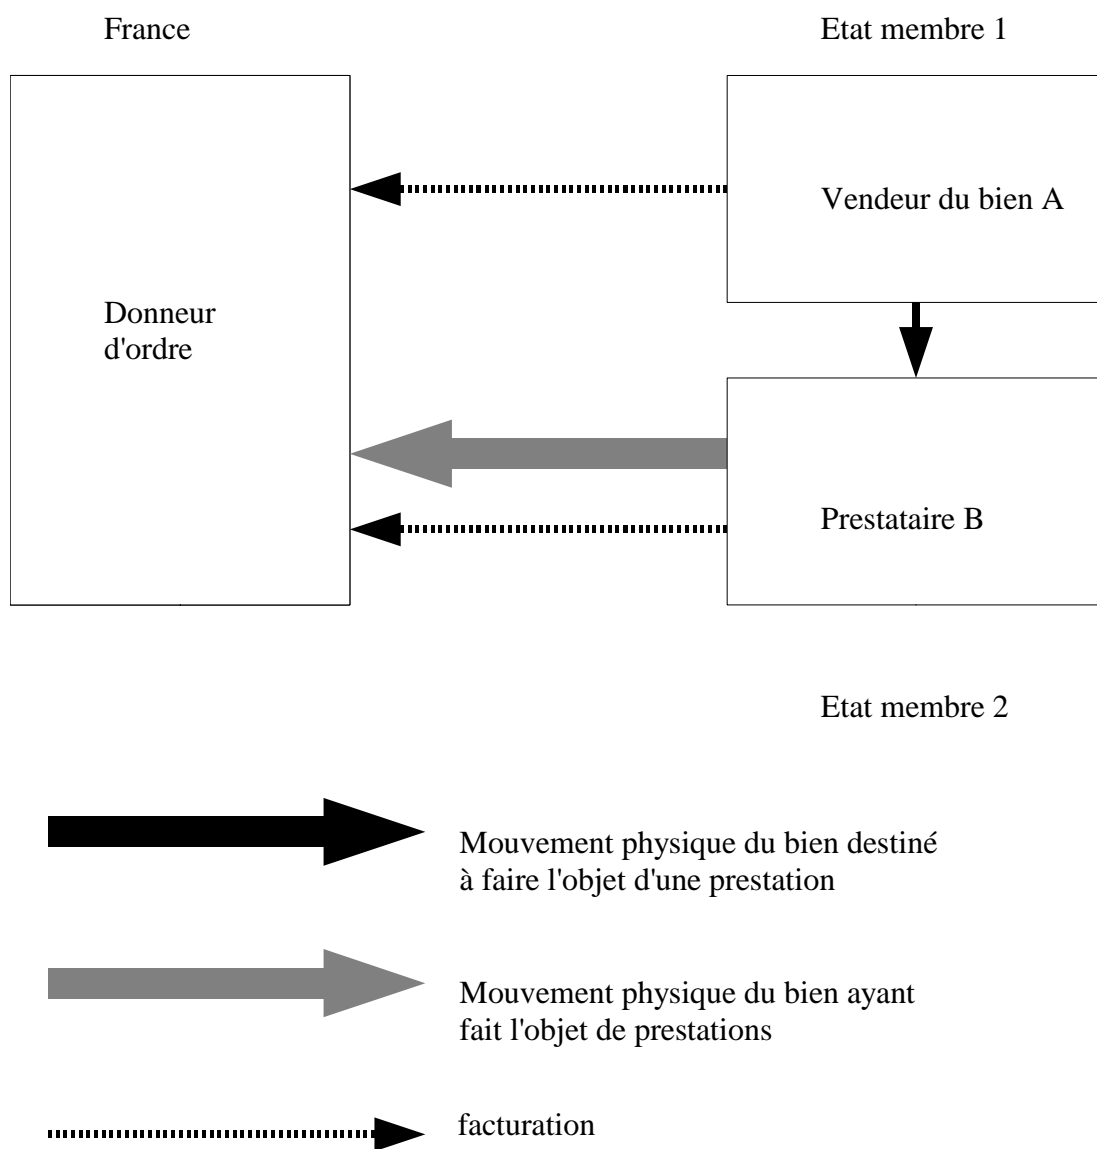 France
Etat membre 1
Vendeur du bien A
Donneur
d'ordre
Prestataire B
Etat membre 2
Mouvement physique du bien destiné
à faire l'objet d'une prestation
Mouvement physique du bien ayant
fait l'objet de prestations
facturation